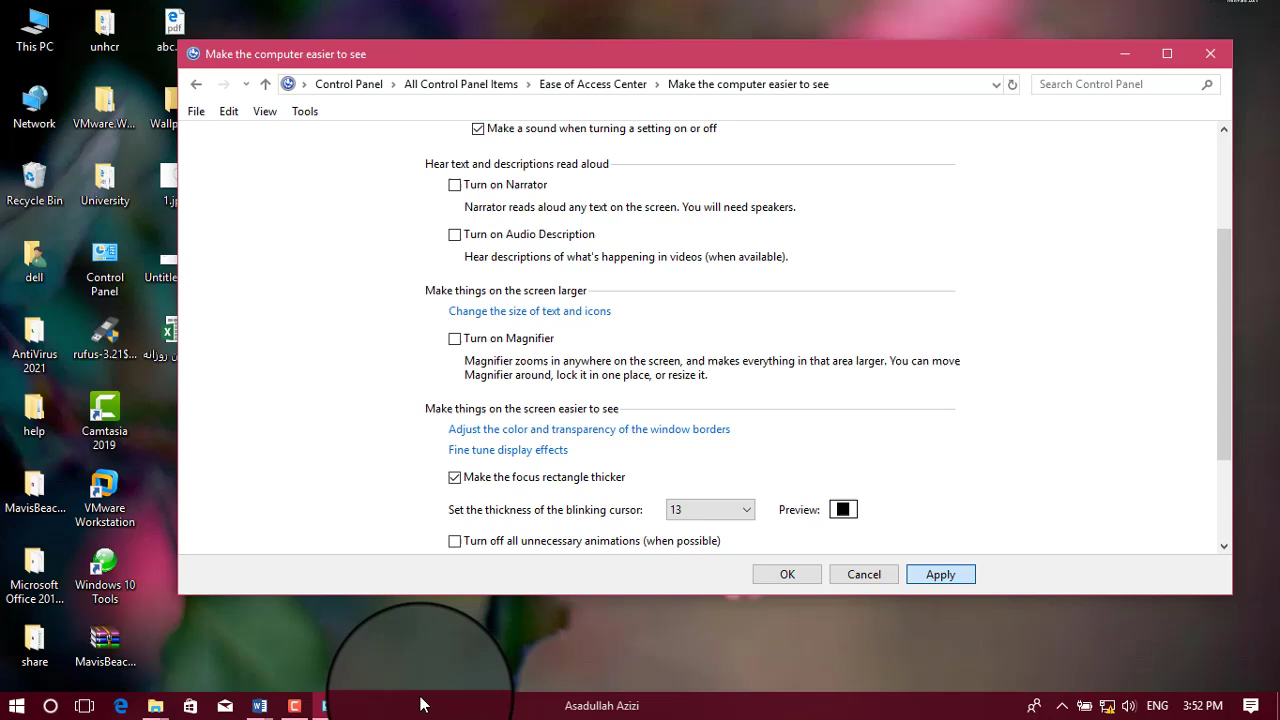 This PC
unhcr
abc.
pdf
Network
VMware.W...
Recycle Bin
University
1.j
dell
Control
Panel
AntiVirus
2021
rufus-3.21$...
روزانه
help
Camtasia
2019
MavisBeac...
VMware
Workstation
Microsoft
Office 201...
Windows 10
Tools
share
MavisBeac...
Make the computer easier to see
Control Panel
All Control Panel Items
Ease of Access Center
Make the computer easier to see
Search Control Panel
File
Edit
View
Tools
Make a sound when turning a setting on or off
Hear text and descriptions read aloud
Turn on Narrator
Narrator reads aloud any text on the screen. You will need speakers.
Turn on Audio Description
Hear descriptions of what's happening in videos (when available).
Make things on the screen larger
Change the size of text and icons
Turn on Magnifier
Magnifier zooms in anywhere on the screen, and makes everything in that area larger. You can move
Magnifier around, lock it in one place, or resize it.
Make things on the screen easier to see
Adjust the color and transparency of the window borders
Fine tune display effects
Make the focus rectangle thicker
Set the thickness of the blinking cursor:
13
Preview:
Turn off all unnecessary animations (when possible)
OK
Cancel
Apply
Asadullah Azizi
ENG
3:52 PM